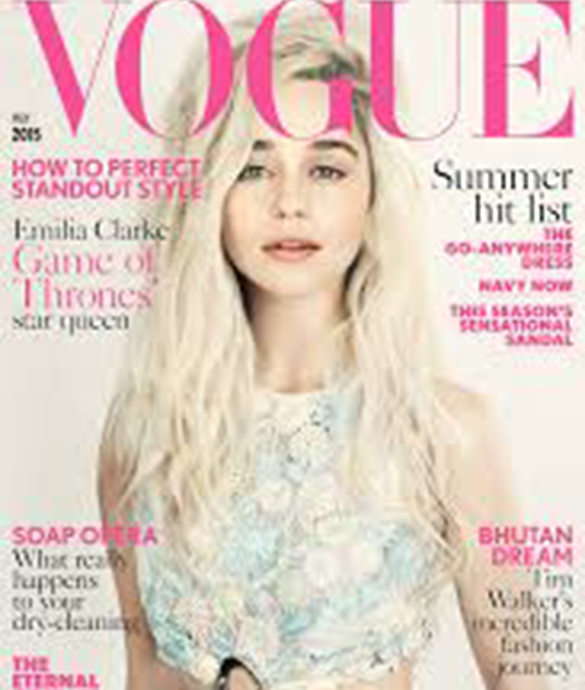 VOGUE
2015
HOW TO PERFECT
STANDOUT STYLE
Emilia Clarke
Game of
Thrones'
star queen
Summer
hit list
THE
GO-ANYWHERE
DRESS
NAVY NOW
THIS SEASON'S
SENSATIONAL
SANDAL
SOAP OPERA
What really
happens
to your
dry-cleaning
THE
ETERNAL
BHUTAN
DREAM
Tim
Walker's
incredible
fashion
journey